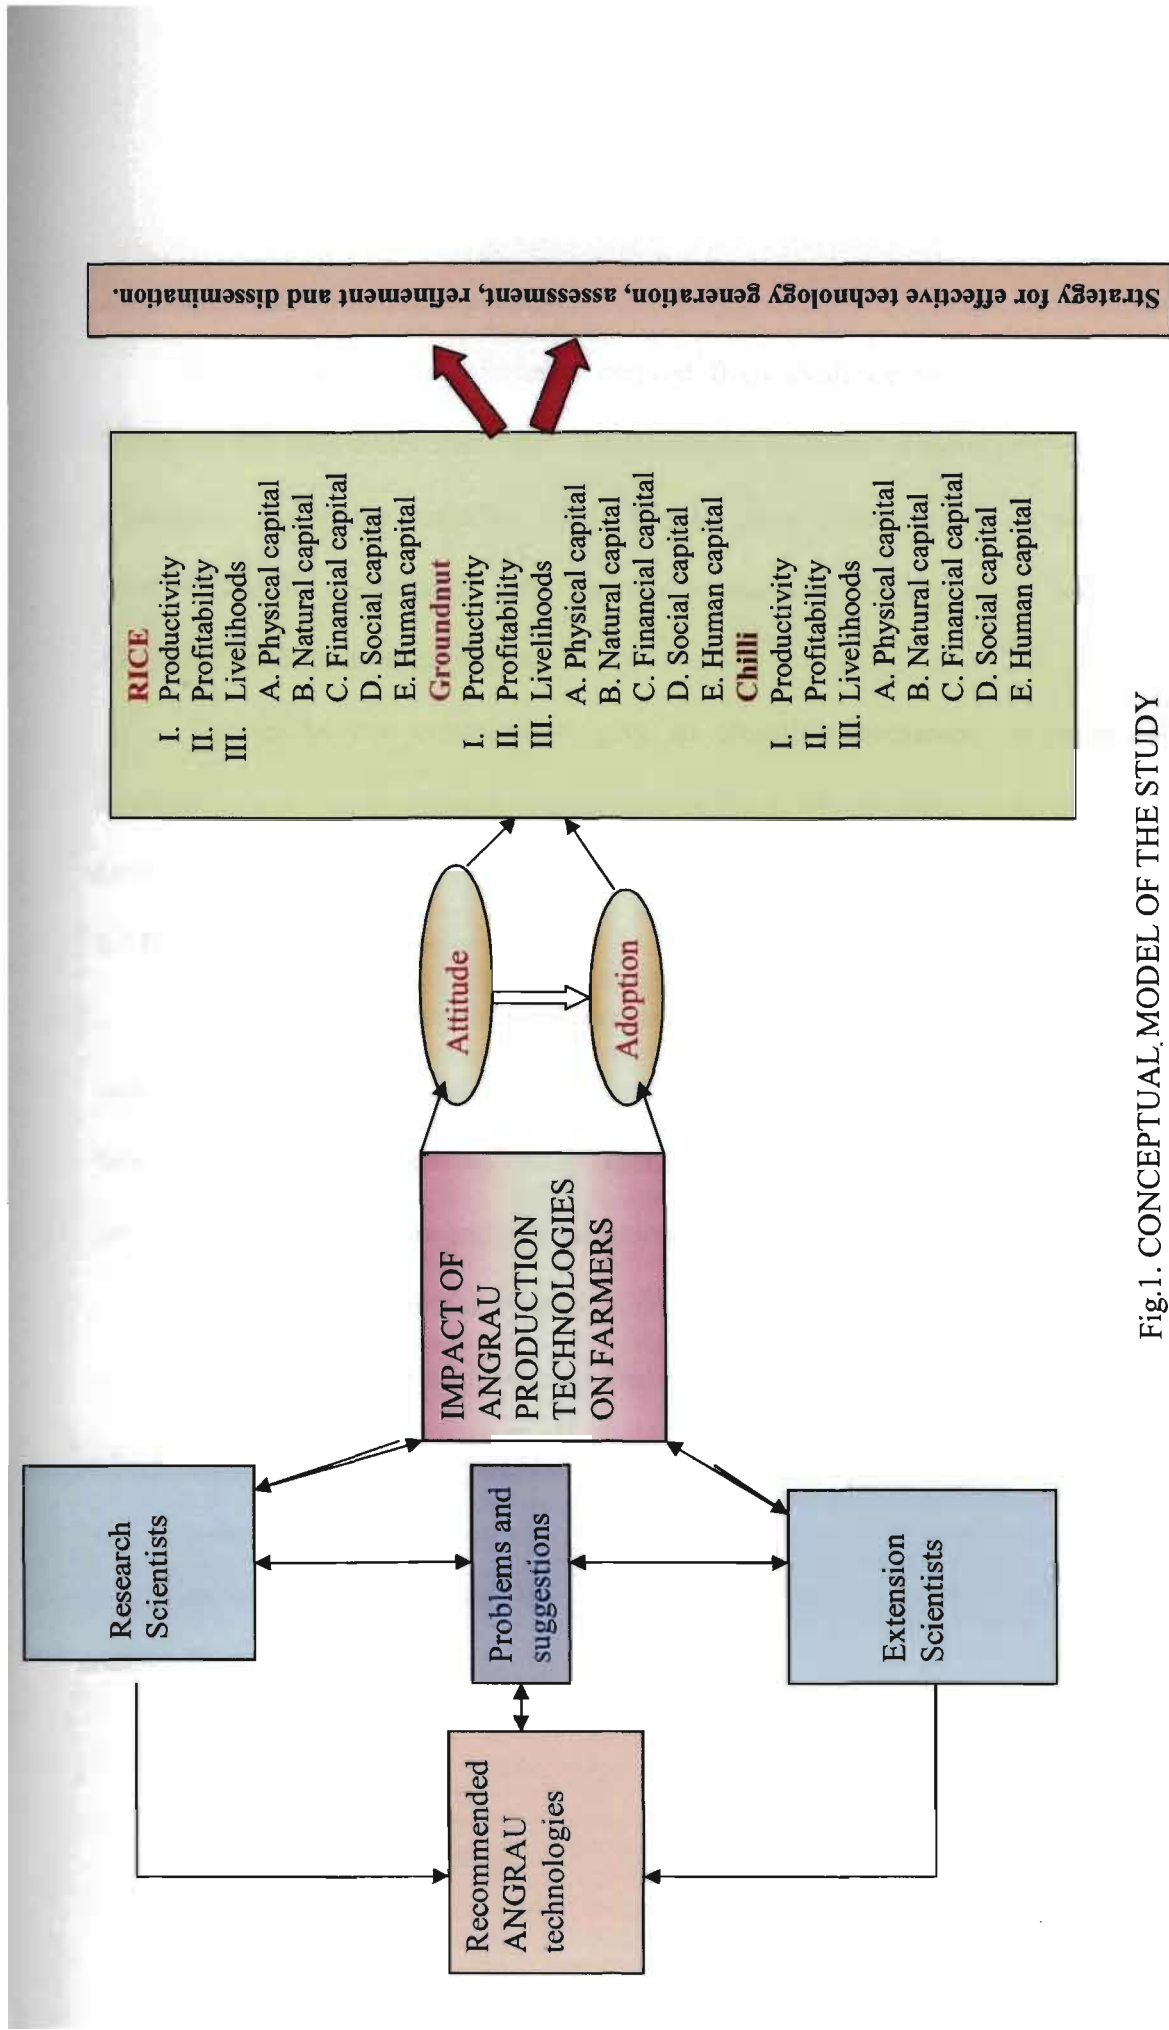 Recommended
ANGRAU
technologies
Research
Scientists
Problems and
suggestions
Extension
Scientists
IMPACT OF
ANGRAU
PRODUCTION
TECHNOLOGIES
ON FARMERS
Attitude
Adoption
RICE
I. Productivity
II. Profitability
III. Livelihoods
A. Physical capital
B. Natural capital
C. Financial capital
D. Social capital
E. Human capital
Groundnut
I. Productivity
II. Profitability
III. Livelihoods
A. Physical capital
B. Natural capital
C. Financial capital
D. Social capital
E. Human capital
Chilli
I. Productivity
II. Profitability
III. Livelihoods
A. Physical capital
B. Natural capital
C. Financial capital
D. Social capital
E. Human capital
Strategy for effective technology generation, assessment, refinement and dissemination.
Fig.1. CONCEPTUAL MODEL OF THE STUDY